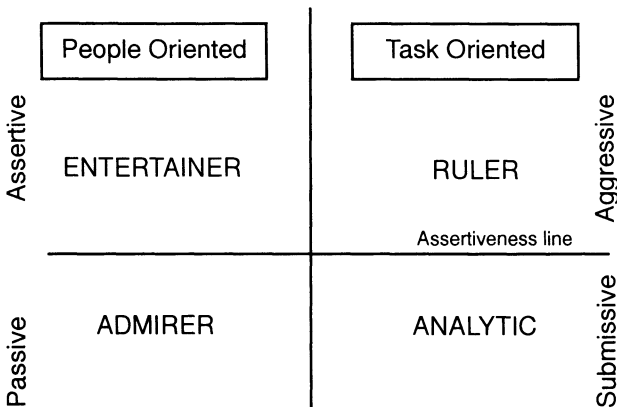 People Oriented
Task Oriented
Assertive
ENTERTAINER
RULER
Aggressive
Assertiveness line
Passive
ADMIRER
ANALYTIC
Submissive